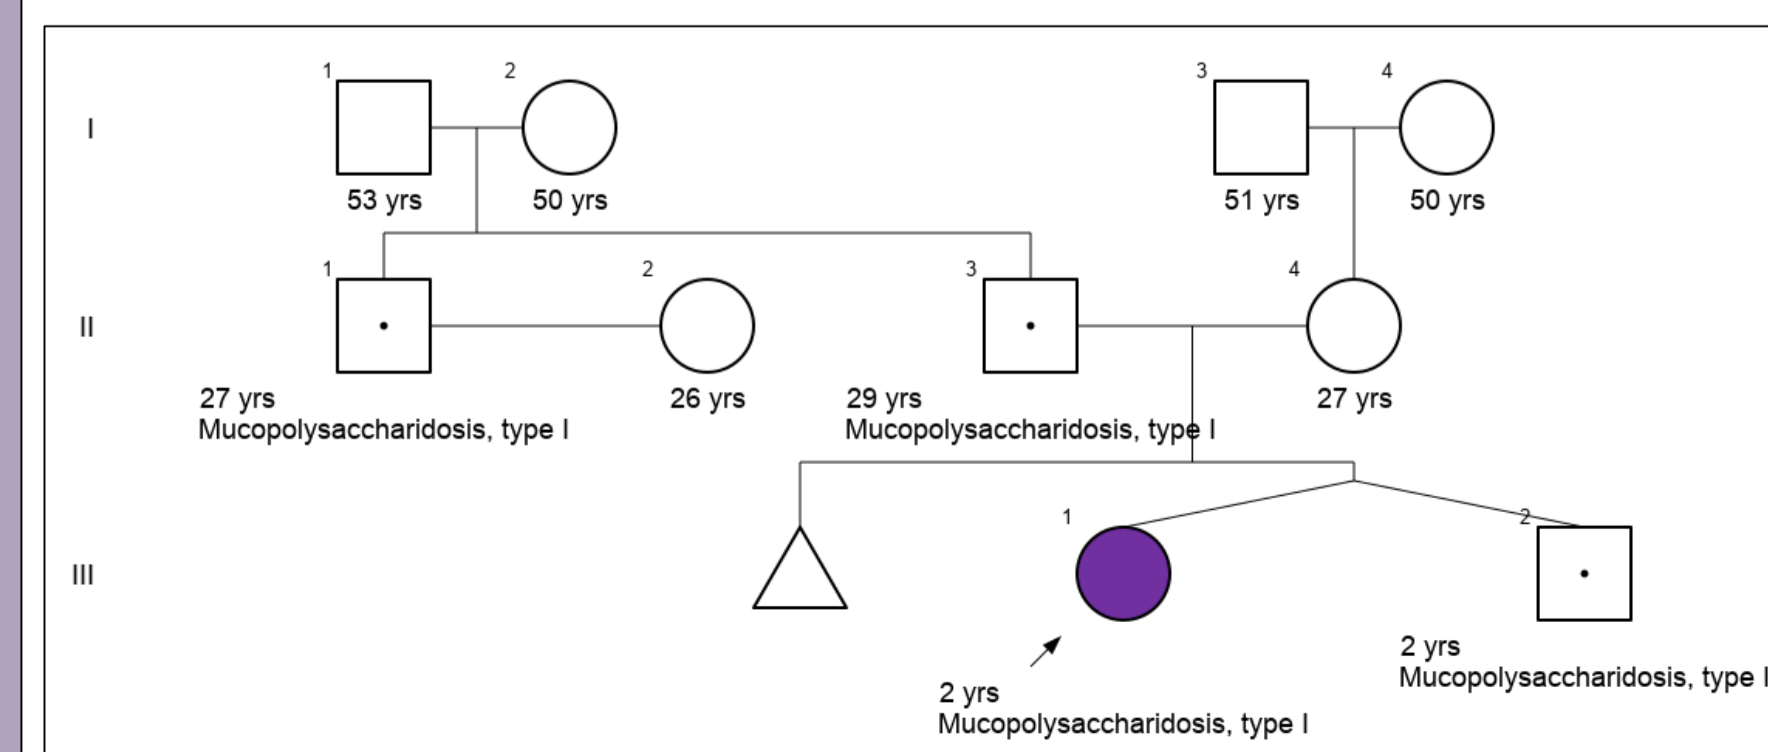 1
2
3
4
I
53 yrs
50 yrs
51 yrs
50 yrs
1
2
3
4
II
27 yrs
Mucopolysaccharidosis, type I
26 yrs
29 yrs
Mucopolysaccharidosis, type I
27 yrs
1
2
III
2 yrs
Mucopolysaccharidosis, type I
2 yrs
Mucopolysaccharidosis, type I